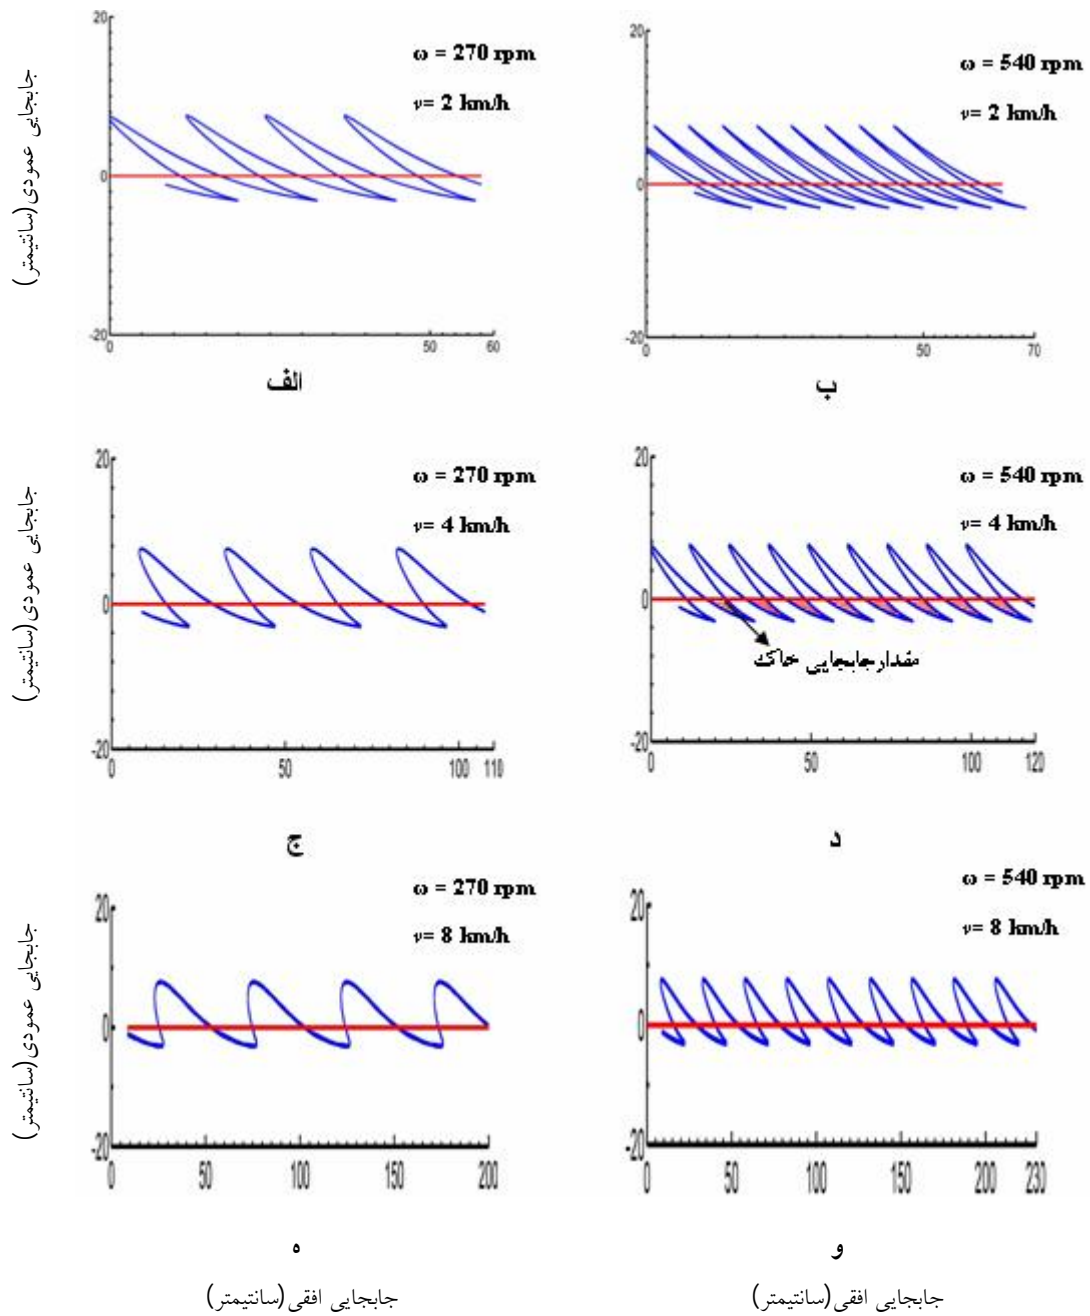 جابجایی عمودی(سانتیمتر)
20
0
-20
0
50
60
ω = 270 rpm
v= 2 km/h
الف
20
0
-20
0
50
70
ω = 540 rpm
v= 2 km/h
ب
جابجایی عمودی(سانتیمتر)
20
0
-20
0
50
100
110
ω = 270 rpm
v= 4 km/h
ج
20
0
-20
0
50
100
120
ω = 540 rpm
v= 4 km/h
مقدارجابجایی خاک
د
جابجایی عمودی(سانتیمتر)
20
0
-20
0
50
100
150
200
ω = 270 rpm
v= 8 km/h
ه
جابجایی افقی(سانتیمتر)
20
0
-20
0
50
100
150
200
230
ω = 540 rpm
v= 8 km/h
و
جابجایی افقی(سانتیمتر)